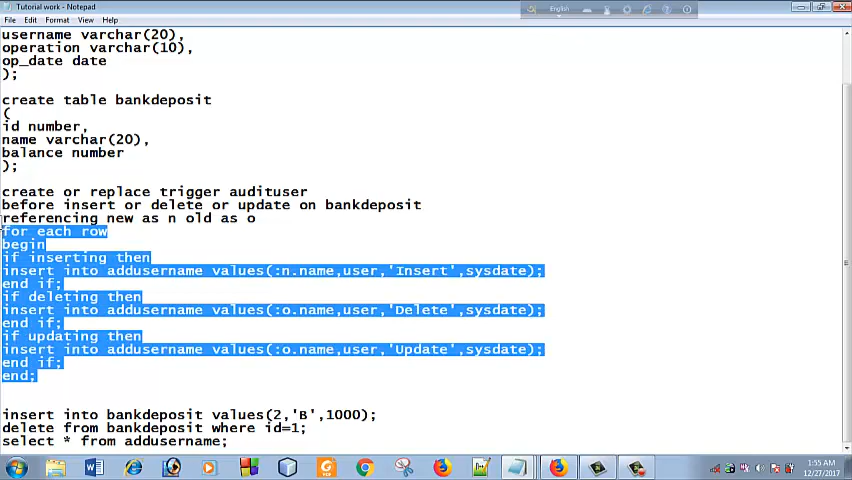 Tutorial work - Notepad
English
File Edit Format View Help
username varchar(20),
operation varchar(10),
op_date date
);
create table bankdeposit
(
id number,
name varchar(20),
balance number
);
create or replace trigger audituser
before insert or delete or update on bankdeposit
referencing new as n old as o
for each row
begin
if inserting then
insert into addusername values(:n.name,user,'Insert',sysdate);
end if;
if deleting then
insert into addusername values(:o.name,user,'Delete',sysdate);
end if;
if updating then
insert into addusername values(:o.name,user,'Update',sysdate);
end if;
end;
insert into bankdeposit values(2,'B',1000);
delete from bankdeposit where id=1;
select * from addusername;
1:55 AM
12/27/2017